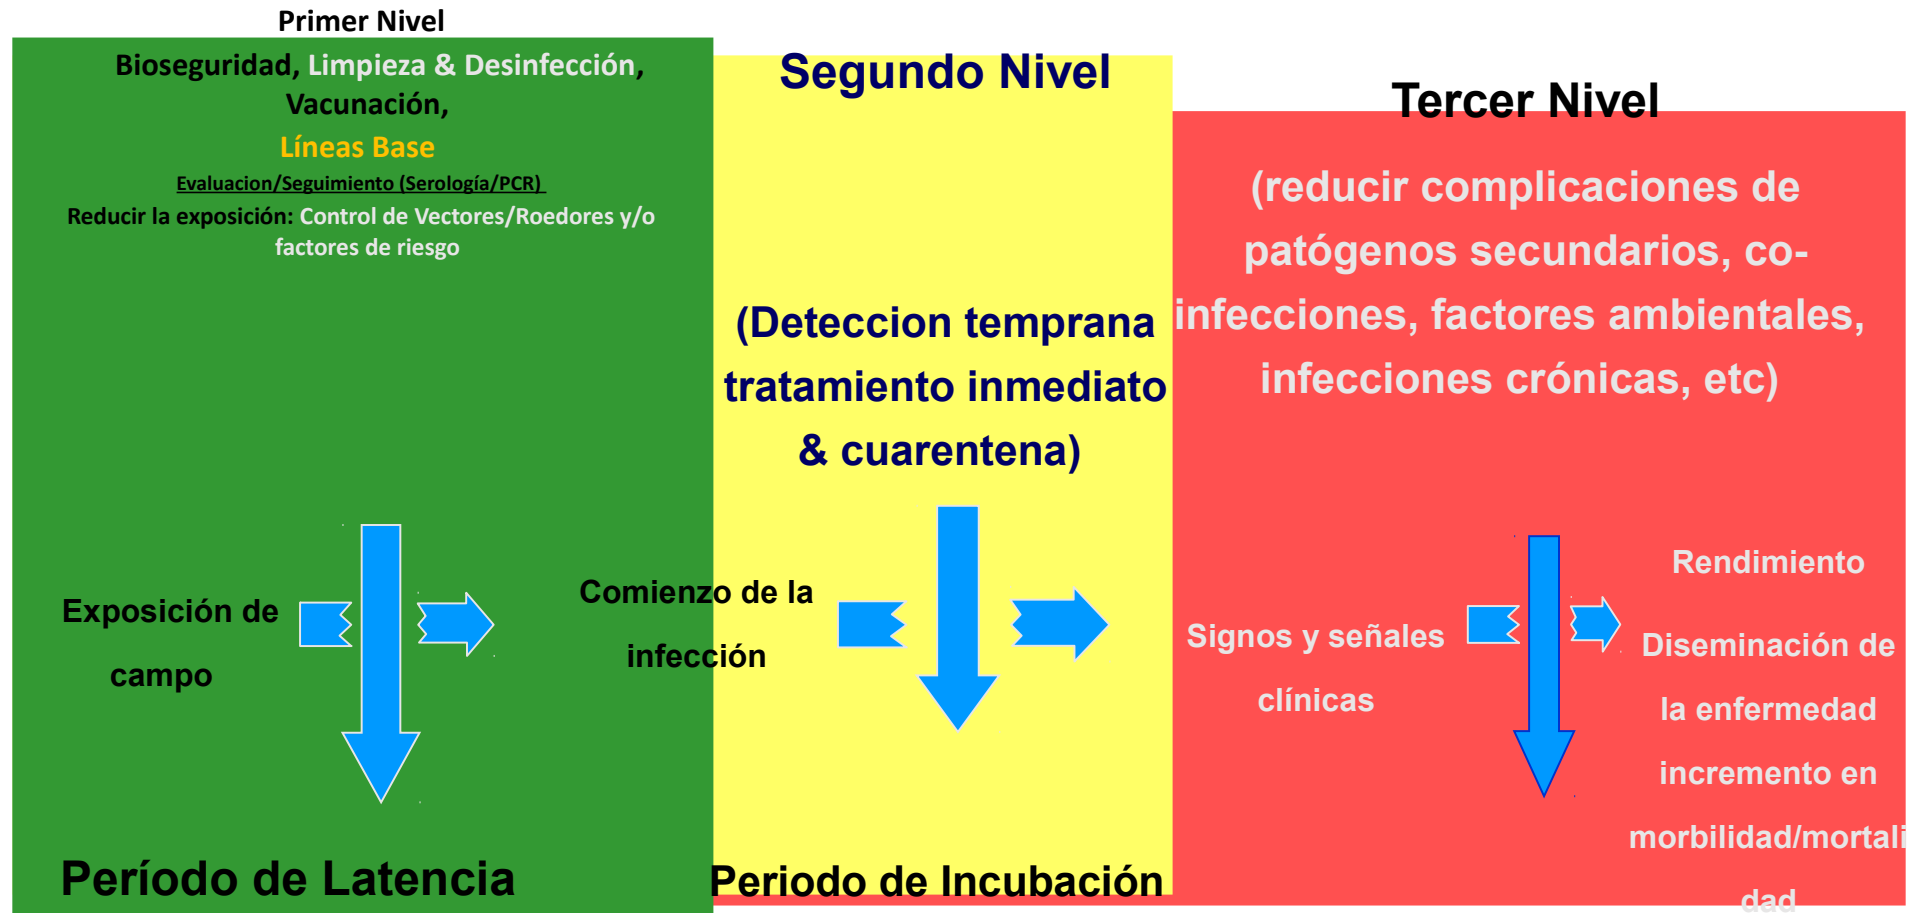 Primer Nivel
Bioseguridad, Limpieza & Desinfección,
Vacunación,
Líneas Base
Evaluacion/Seguimiento (Serología/PCR)
Reducir la exposición: Control de Vectores/Roedores y/o
factores de riesgo
Exposición de
campo
Período de Latencia
Segundo Nivel
(Deteccion temprana
tratamiento inmediato
& cuarentena)
Comienzo de la
infección
Periodo de Incubación
Tercer Nivel
(reducir complicaciones de
patógenos secundarios, co-
infecciones, factores ambientales,
infecciones crónicas, etc)
Signos y señales
clínicas
Rendimiento
Diseminación de
la enfermedad
incremento en
morbilidad/mortali
dad